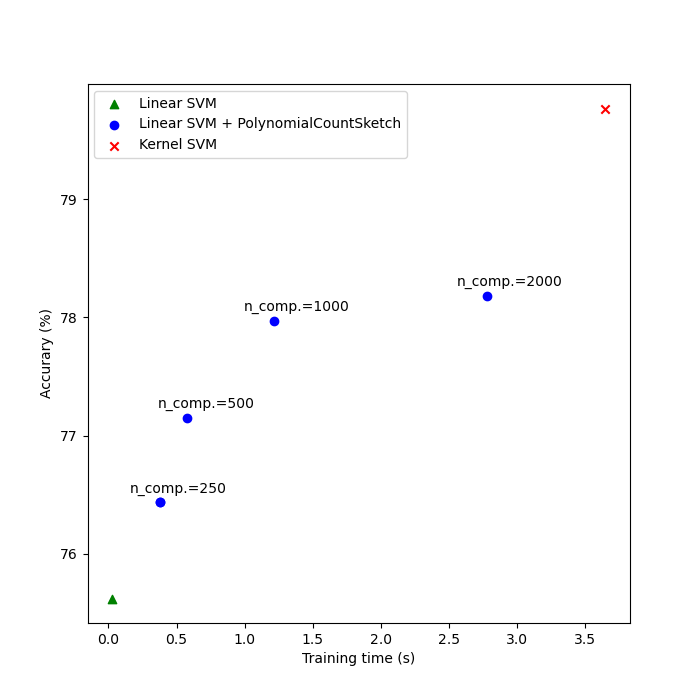 Linear SVM
Linear SVM + PolynomialCountSketch
Kernel SVM
79
n_comp.=2000
n_comp.=1000
78
n_comp.=500
77
n_comp.=250
76
Accurary (%)
0.0 0.5 1.0 1.5 2.0 2.5 3.0 3.5
Training time (s)